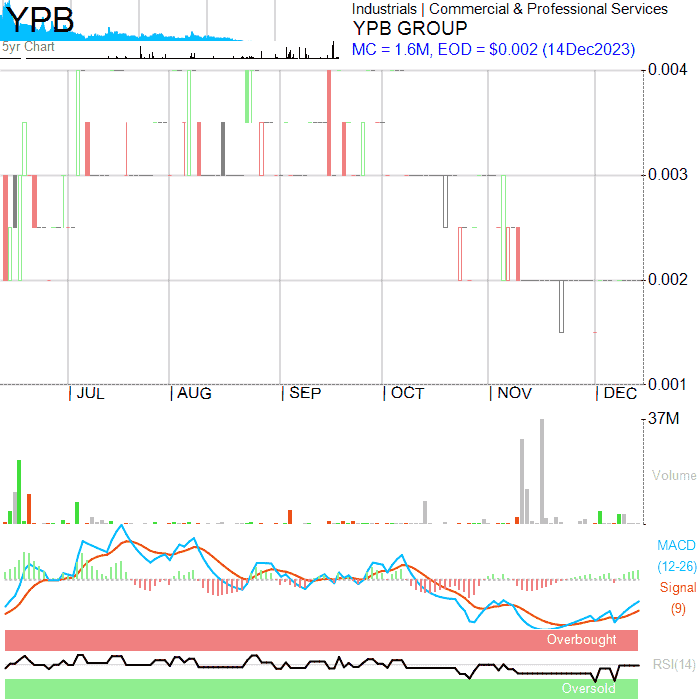 YPB
Industrials | Commercial & Professional Services
YPB GROUP
5yr Chart
MC = 1.6M, EOD = $0.002 (14Dec2023)
0.004
0.003
0.002
0.001
| JUL | AUG | SEP | OCT | NOV | DEC
37M
Volume
MACD
(12-26)
Signal
(9)
Overbought
RSI(14)
Oversold